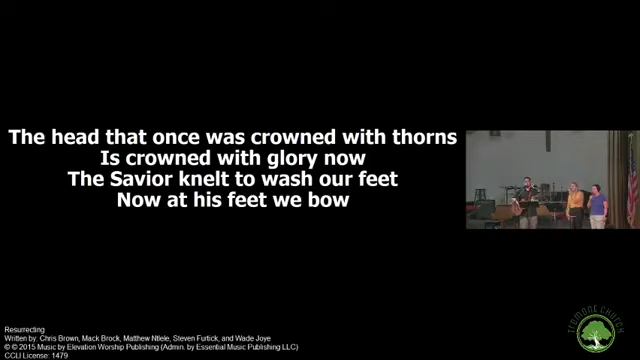 The head that once was crowned with thorns
Is crowned with glory now
The Savior knelt to wash our feet
Now at his feet we bow
Resurrecting
Written by: Chris Brown, Mack Brock, Matthew Ntlele, Steven Furtick, and Wade Joye
© © 2015 Music by Elevation Worship Publishing (Admin. by Essential Music Publishing LLC)
CCLI License: 1479
Fremont Church